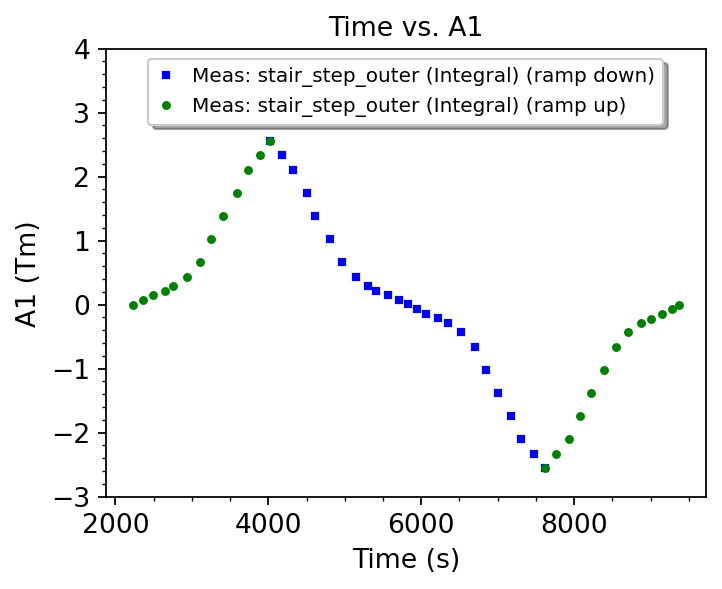 Time vs. A1
Meas: stair_step_outer (Integral) (ramp down)
Meas: stair_step_outer (Integral) (ramp up)
A1 (Tm)
4
3
2
1
0
−1
−2
−3
2000 4000 6000 8000
Time (s)